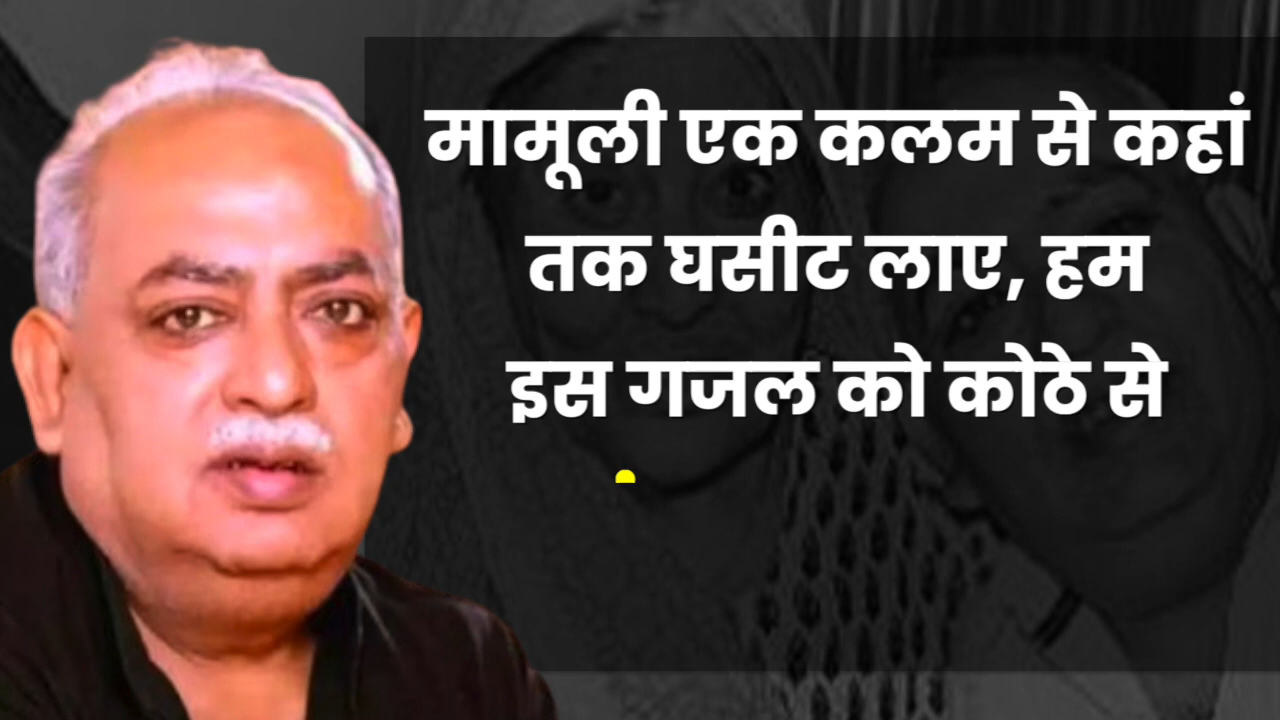 मामूली एक कलम से कहां
तक घसीट लाए, हम
इस गजल को कोठे से